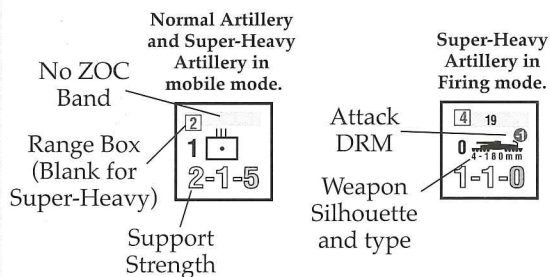 Normal Artillery
and Super-Heavy
Artillery in
mobile mode.
No ZOC
Band
Range Box
(Blank for
Super-Heavy)
2
1
2-1-5
Support
Strength
Super-Heavy
Artillery in
Firing mode.
Attack
DRM
Weapon
Silhouette
and type
4
19
0
4-180mm
1-1-0